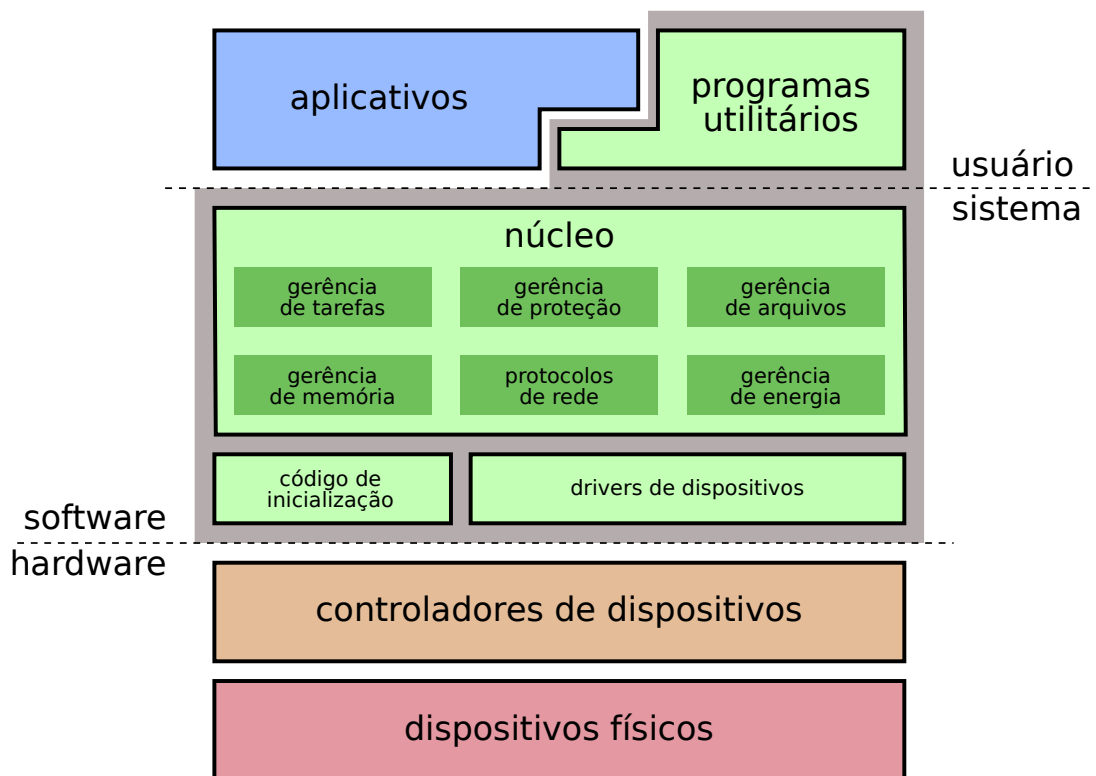 aplicativos
programas
utilitários
usuário
sistema
núcleo
gerência
de tarefas
gerência
de proteção
gerência
de arquivos
gerência
de memória
protocolos
de rede
gerência
de energia
código de
inicialização
drivers de dispositivos
software
hardware
controladores de dispositivos
dispositivos físicos